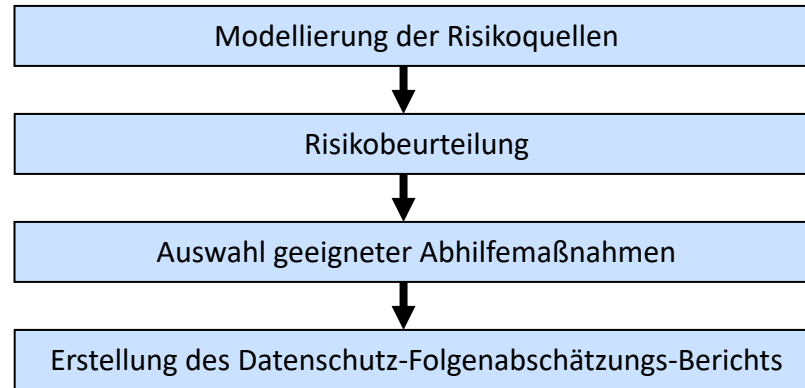 Modellierung der Risikoquellen
Risikobeurteilung
Auswahl geeigneter Abhilfemaßnahmen
Erstellung des Datenschutz-Folgenabschätzungs-Berichts